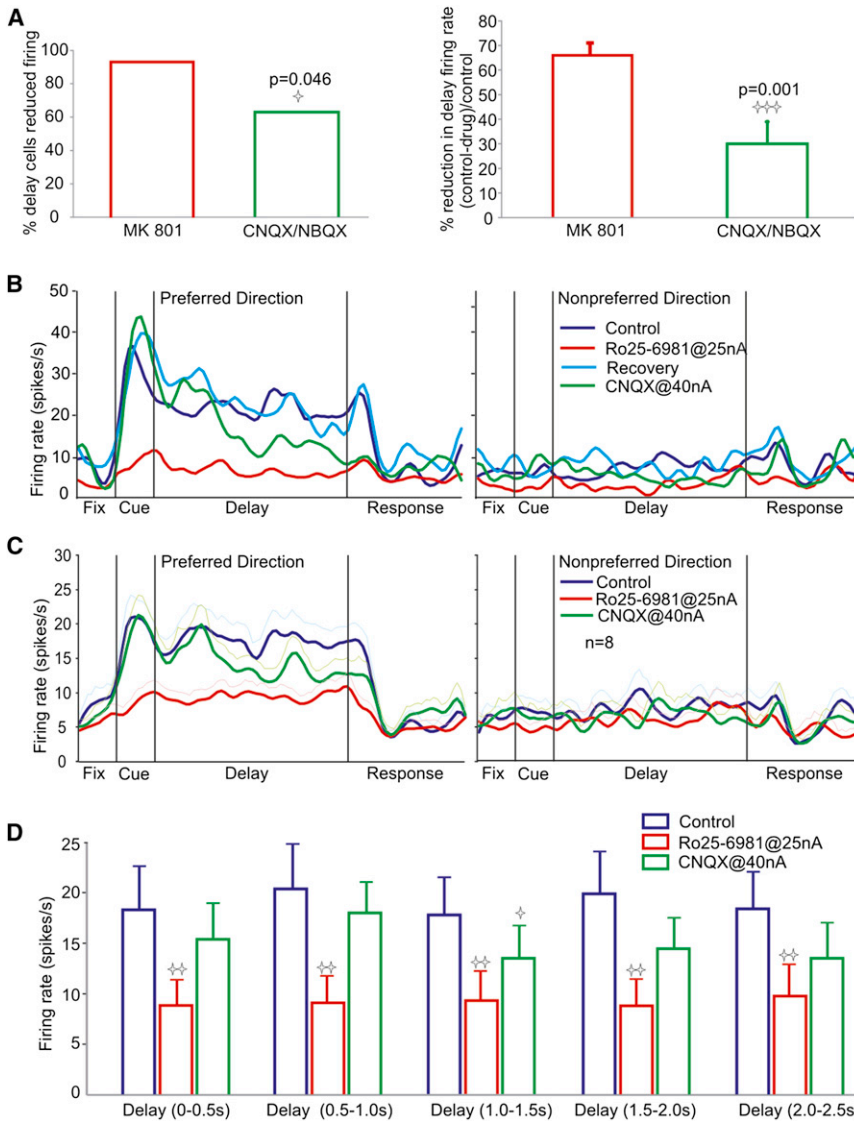 A
% delay cells reduced firing
100
80
60
40
20
0
p=0.046
MK 801
CNQX/NBQX
% reduction in delay firing rate
(control-drug)/control
80
70
60
50
40
30
20
10
0
p=0.001
MK 801
CNQX/NBQX
B
Firing rate (spikes/s)
50
40
30
20
10
0
Preferred Direction
Fix Cue Delay Response
Nonpreferred Direction
Control
Ro25-6981@25nA
Recovery
CNQX@40nA
Fix Cue Delay Response
C
Firing rate (spikes/s)
30
25
20
15
10
5
0
Preferred Direction
Fix Cue Delay Response
Nonpreferred Direction
Control
Ro25-6981@25nA
CNQX@40nA
n=8
Fix Cue Delay Response
D
Firing rate (spikes/s)
25
20
15
10
5
0
Control
Ro25-6981@25nA
CNQX@40nA
Delay (0-0.5s)
Delay (0.5-1.0s)
Delay (1.0-1.5s)
Delay (1.5-2.0s)
Delay (2.0-2.5s)